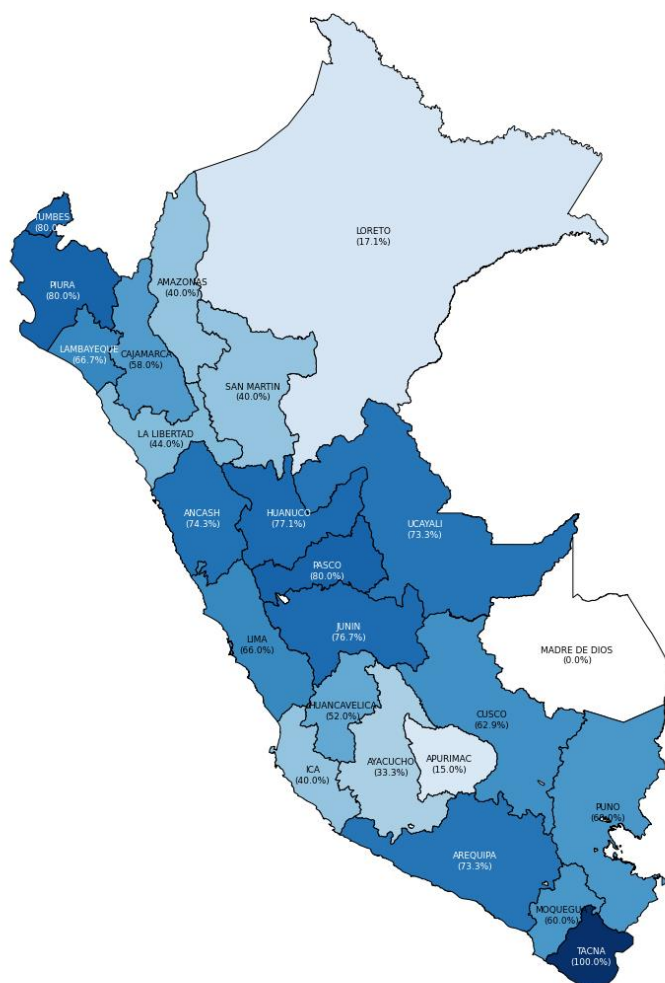 TUMBES
(80.0%)
LORETO
(17.1%)
PIURA
(80.0%)
AMAZONAS
(40.0%)
LAMBAYEQUE
(66.7%)
CAJAMARCA
(58.0%)
SAN MARTIN
(40.0%)
LA LIBERTAD
(44.0%)
ANCASH
(74.3%)
HUANUCO
(77.1%)
UCAYALI
(73.3%)
PASCO
(80.0%)
LIMA
(66.0%)
JUNIN
(76.7%)
MADRE DE DIOS
(0.0%)
HUANCAVELICA
(52.0%)
CUSCO
(62.9%)
ICA
(40.0%)
AYACUCHO
(33.3%)
APURIMAC
(15.0%)
PUNO
AREQUIPA
(73.3%)
MOQUEGUA
(60.0%)
TACNA
(100.0%)